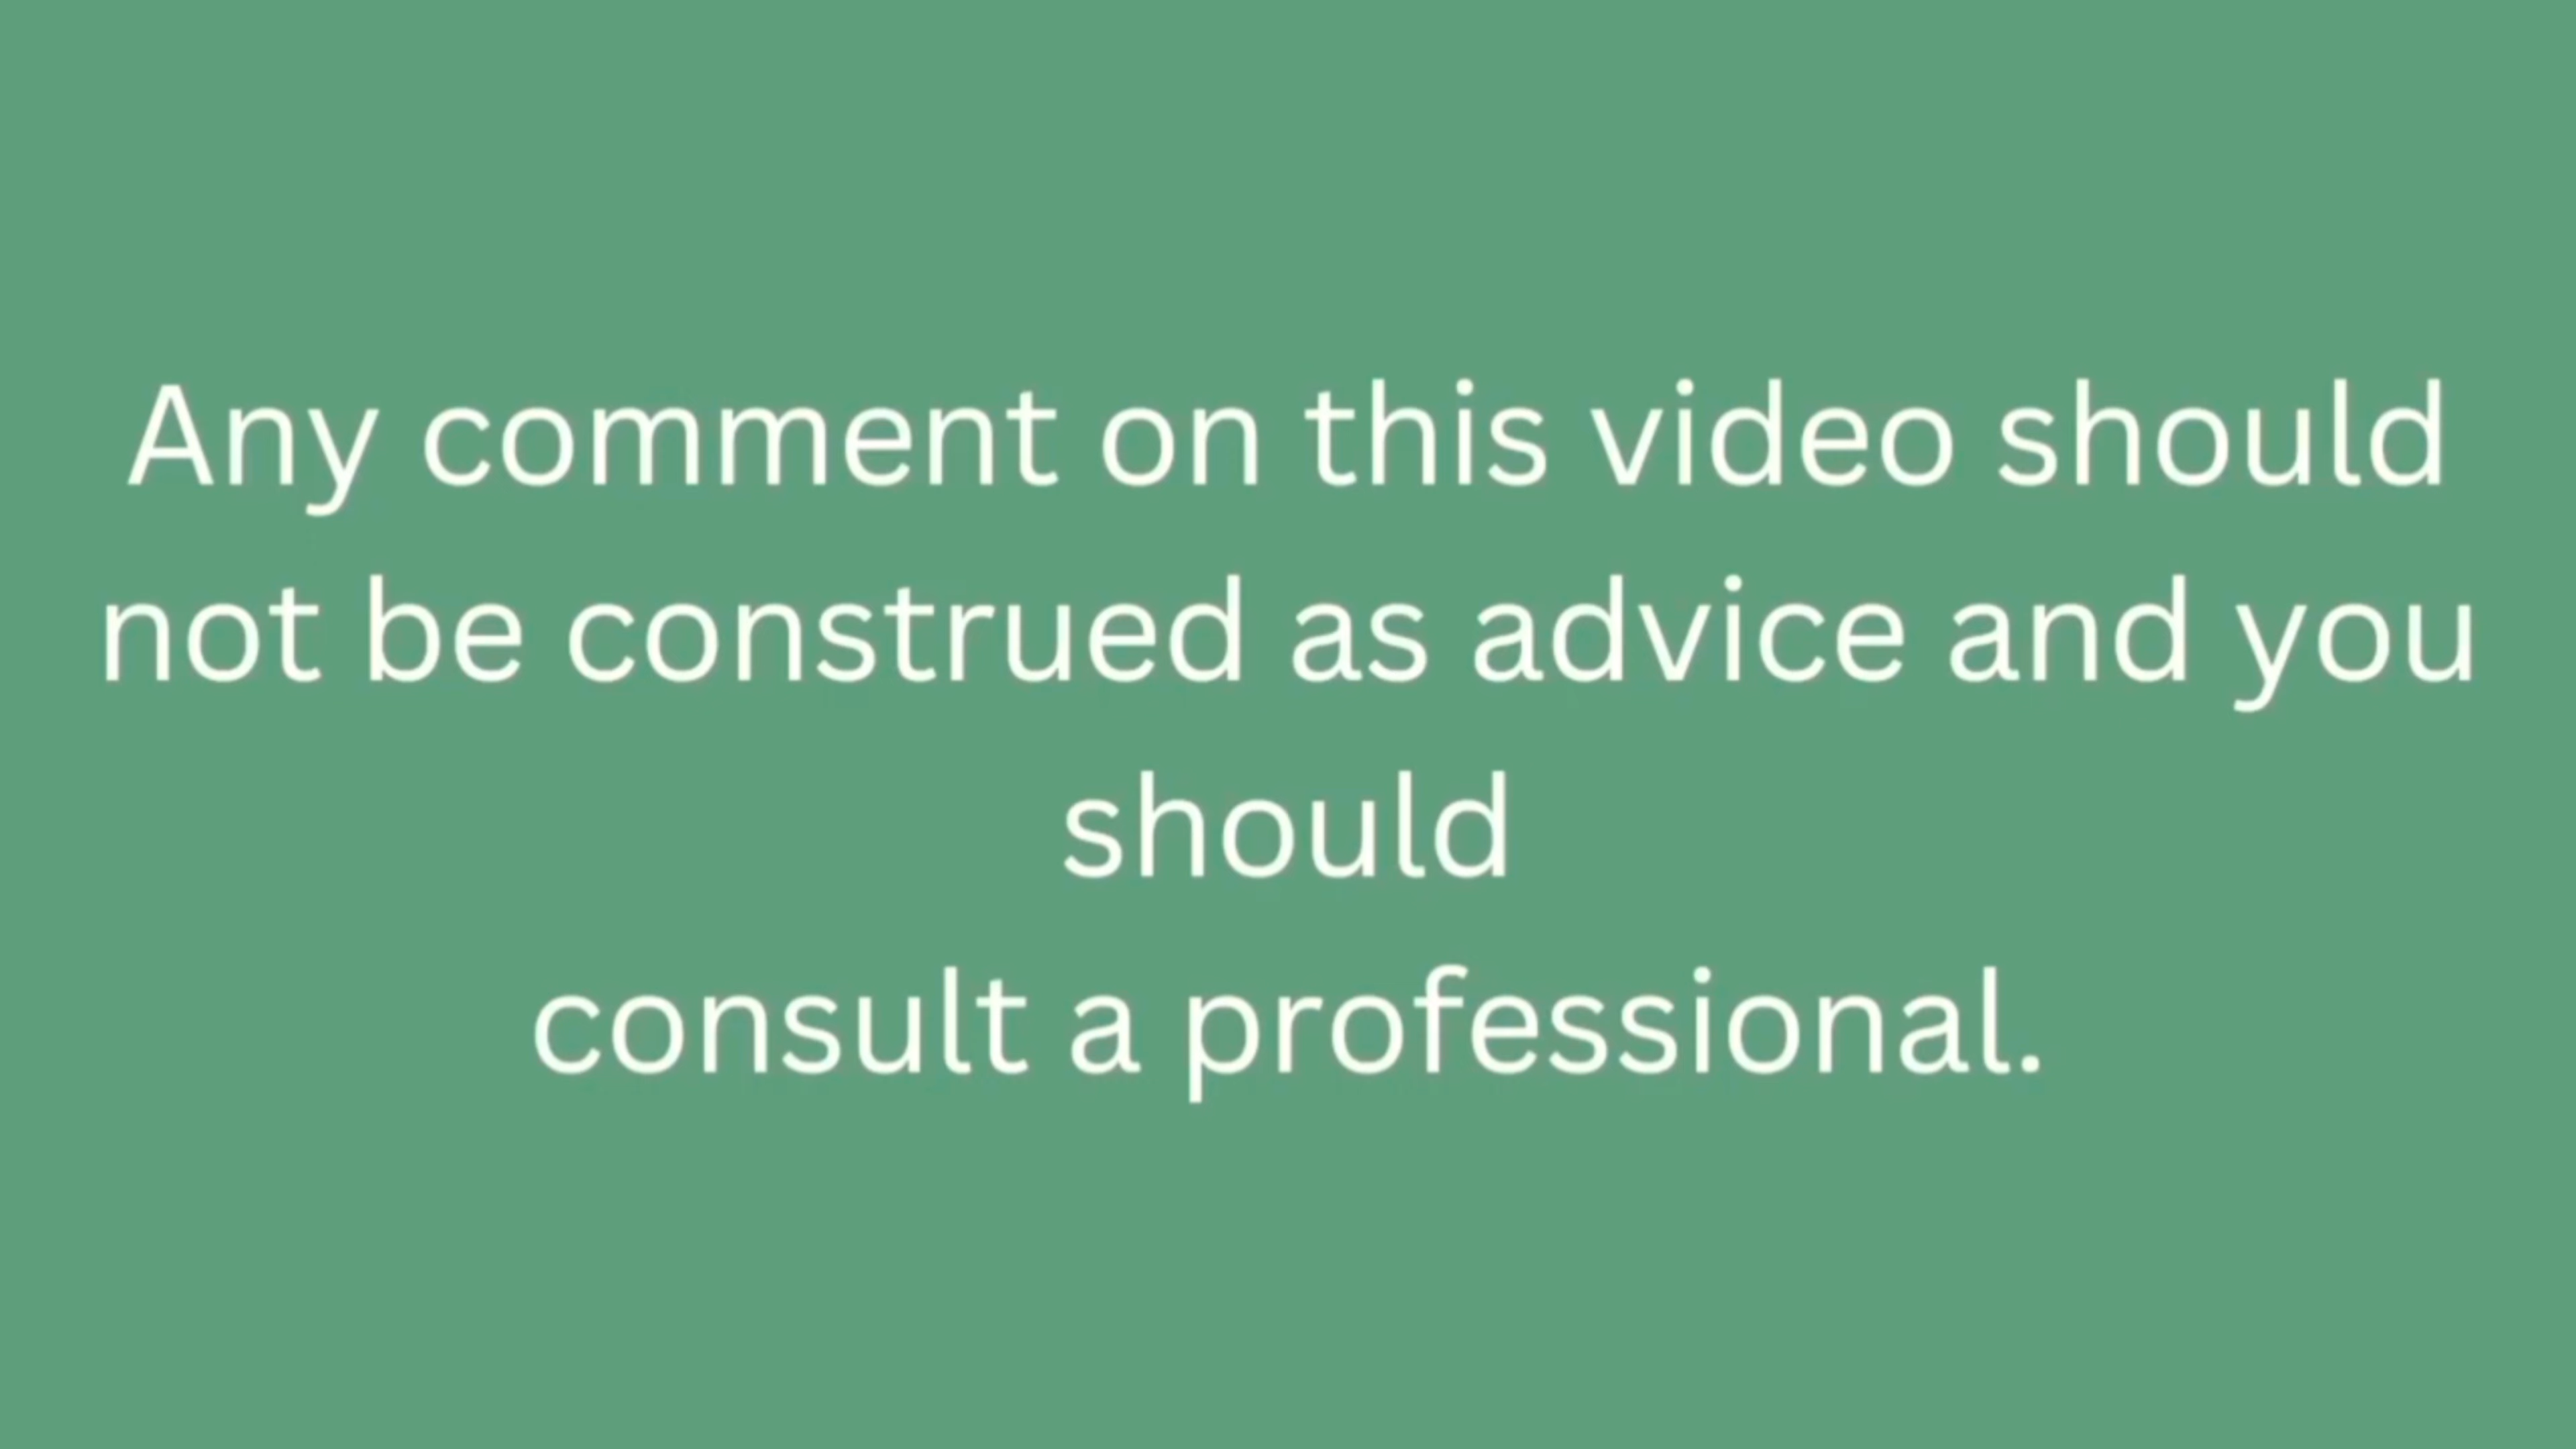 Any comment on this video should
not be construed as advice and you
should
consult a professional.